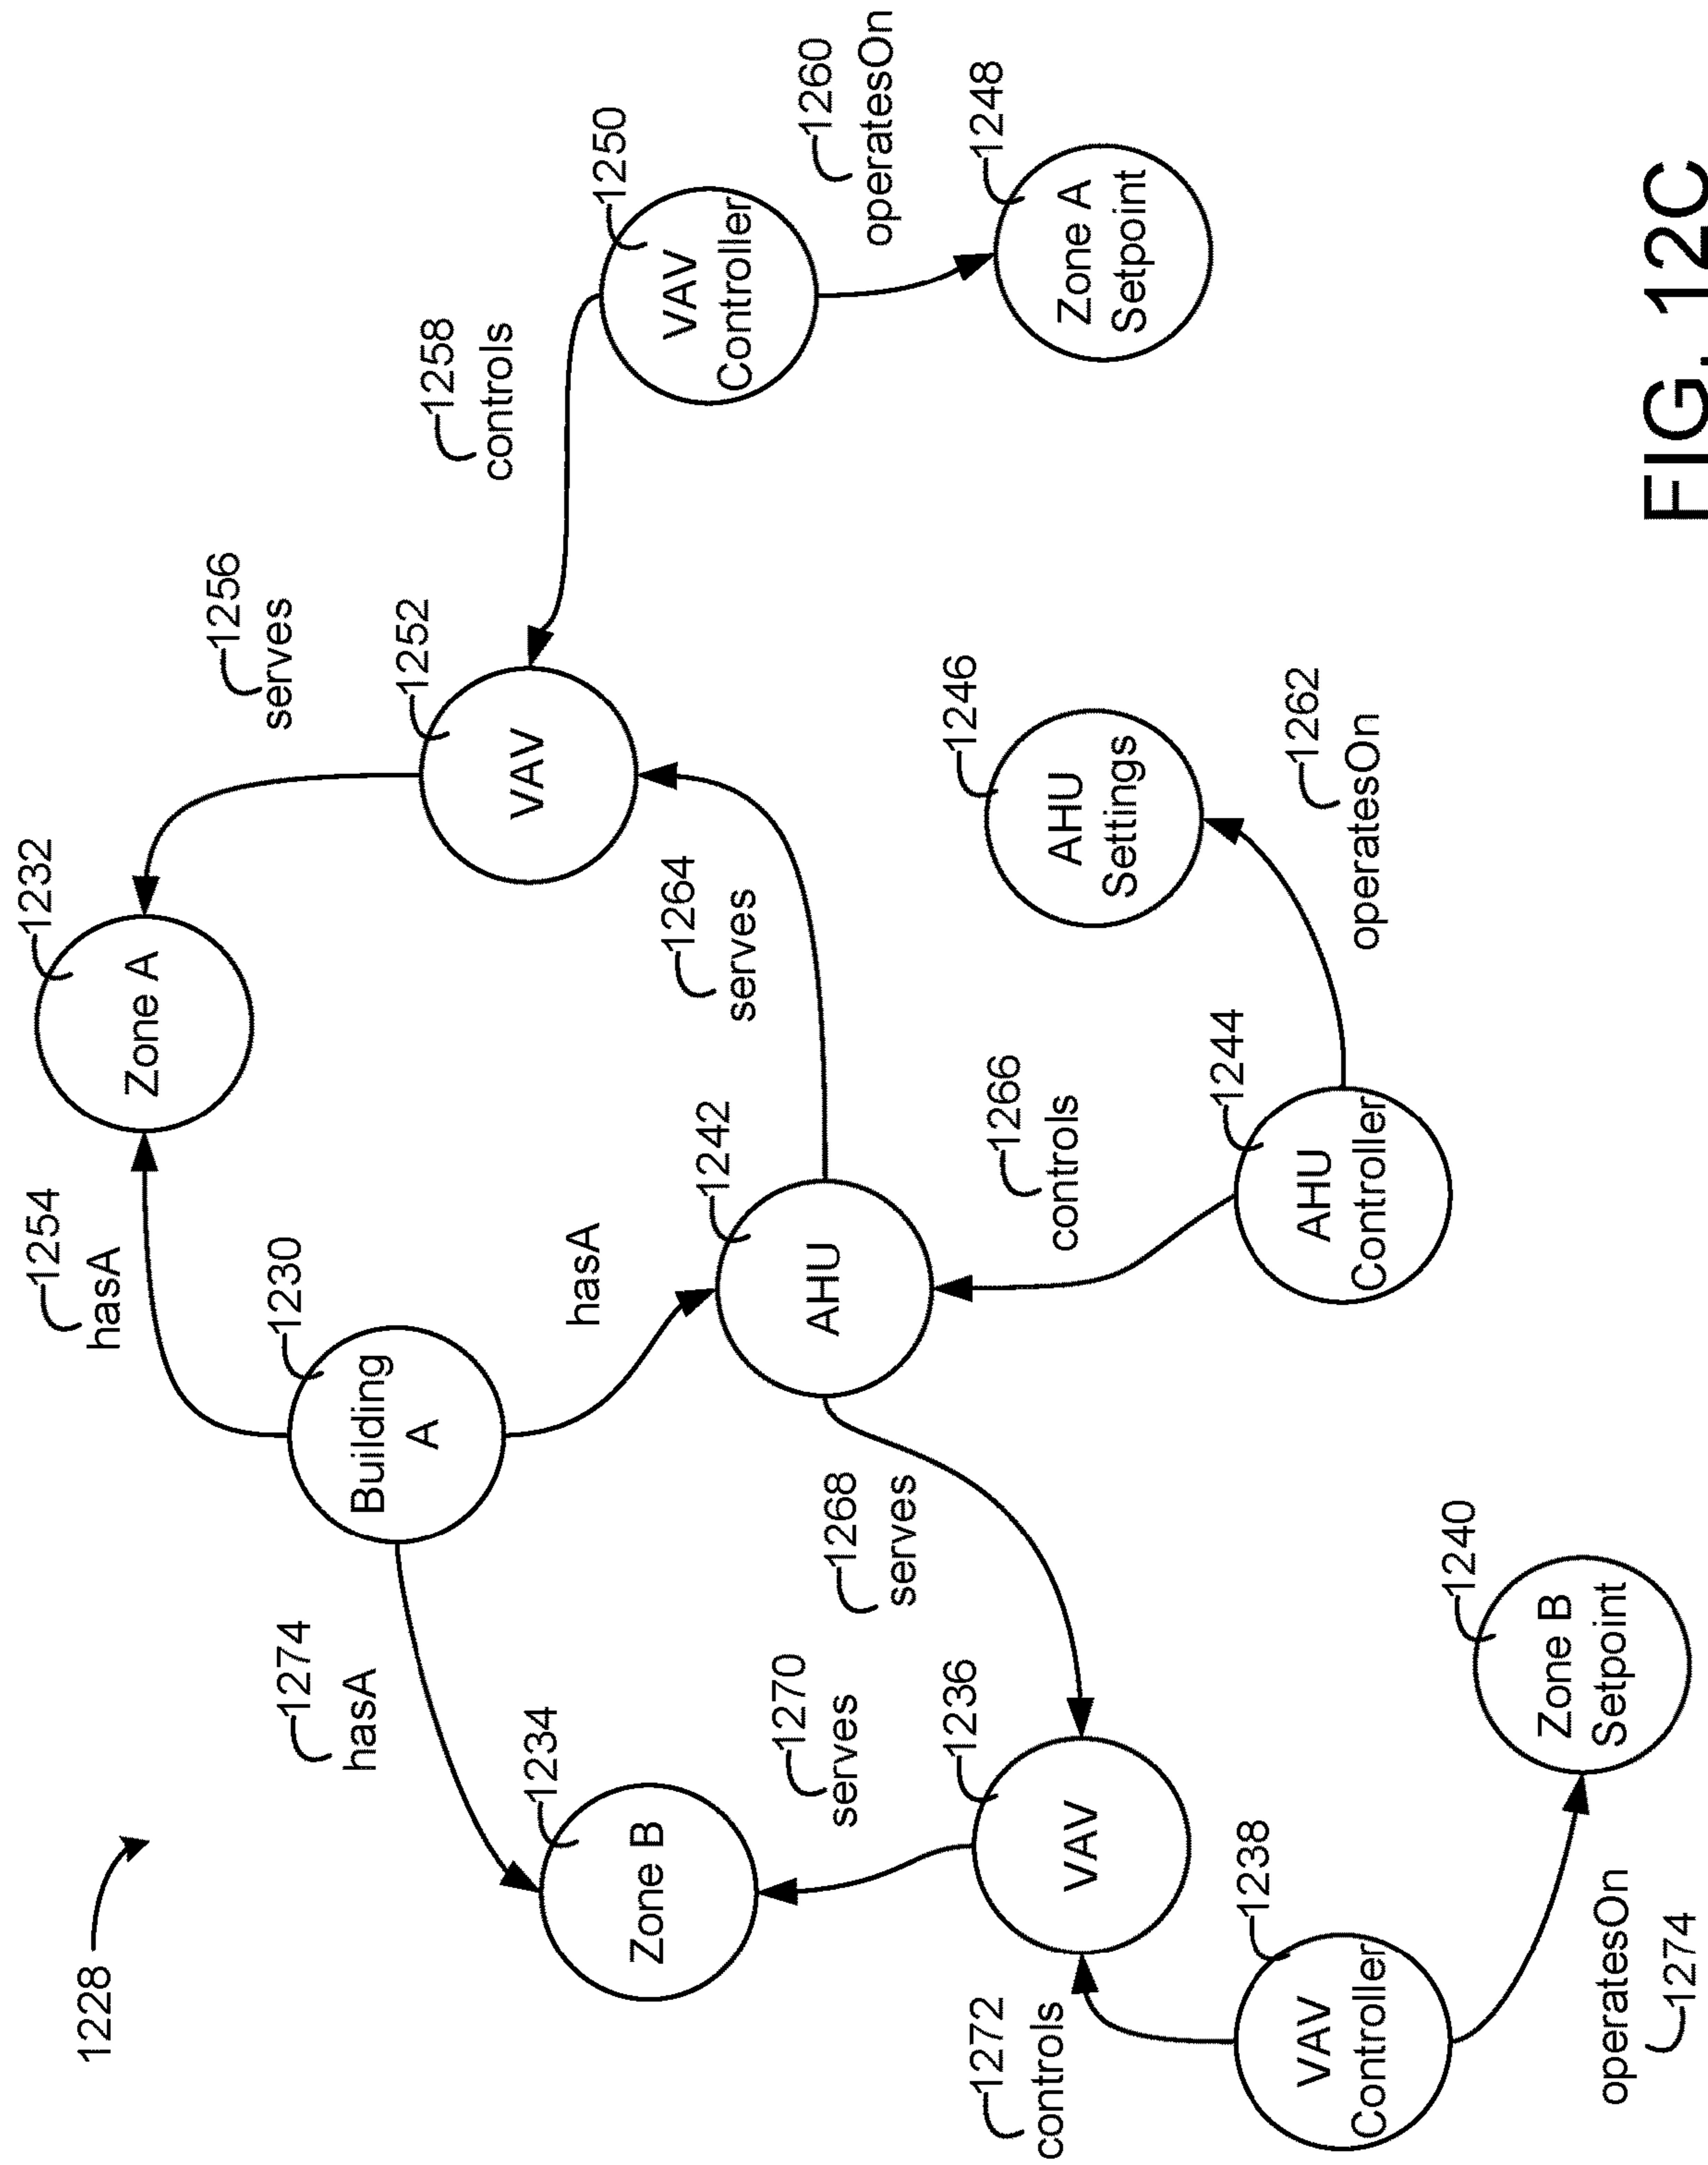 1228
1274
hasA
1254
hasA
1232
Zone A
1230
Building
A
1256
serves
1234
Zone B
hasA
1252
VAV
1258
controls
1270
serves
1268
serves
1242
AHU
1264
serves
1250
VAV
Controller
1272
controls
1236
VAV
1266
controls
1246
AHU
Settings
1260
operatesOn
1248
Zone A
Setpoint
1238
VAV
Controller
1244
AHU
Controller
1262
operatesOn
1240
Zone B
Setpoint
operatesOn
1274
FIG. 12C